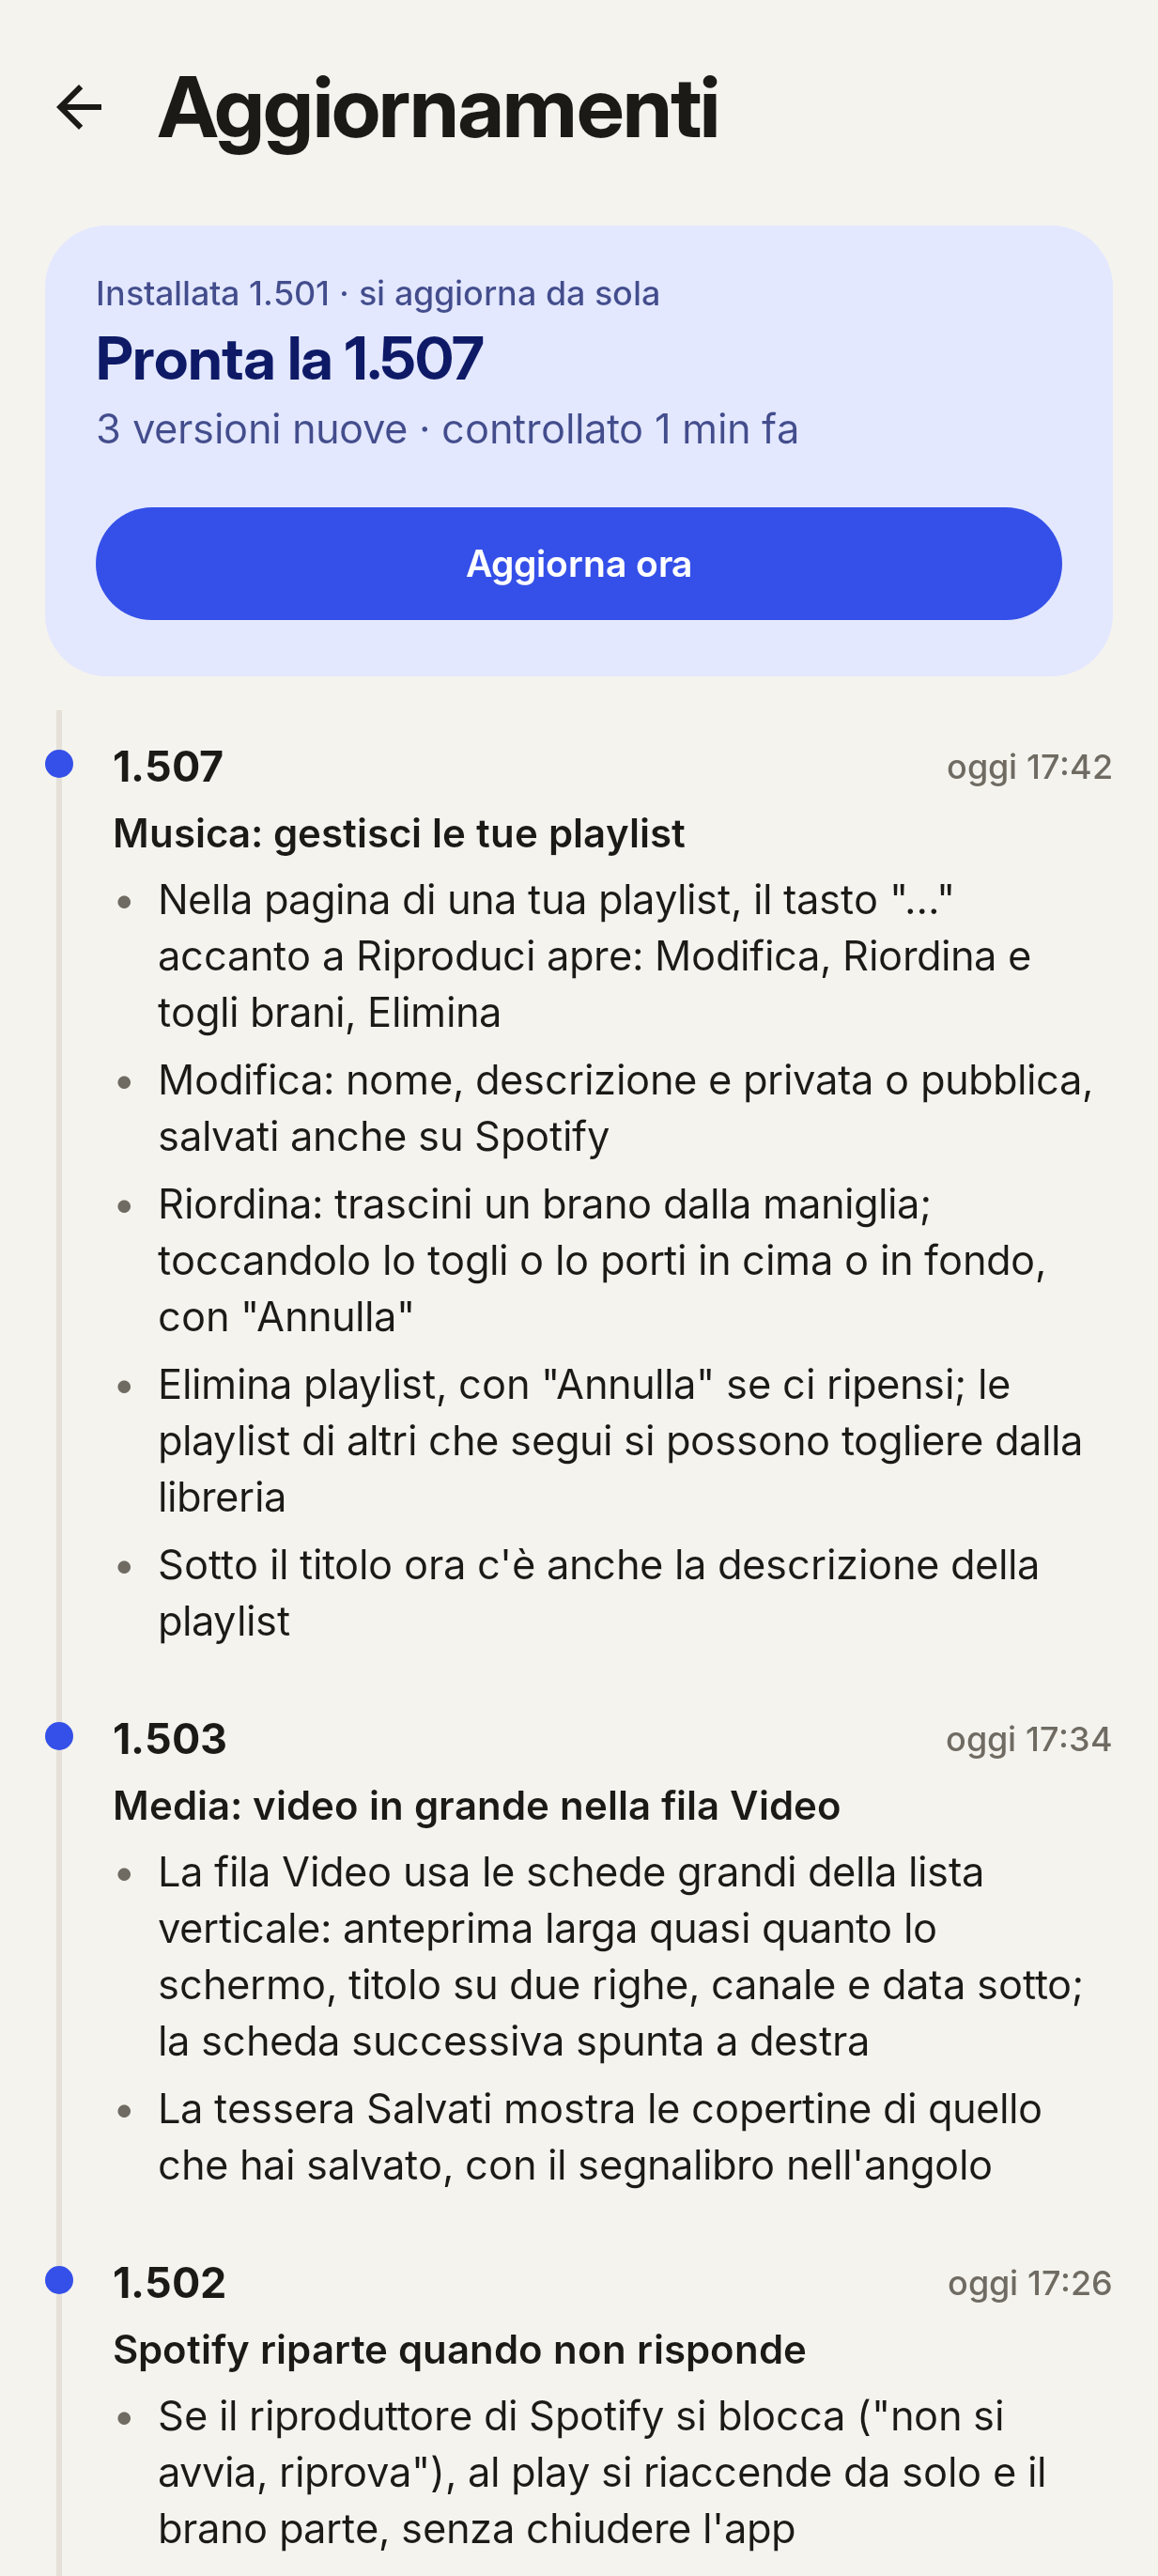 Aggiornamenti
Installata 1.501 · si aggiorna da sola
Pronta la 1.507
3 versioni nuove · controllato 1 min fa
Aggiorna ora
1.507
oggi 17:42
Musica: gestisci le tue playlist
• Nella pagina di una tua playlist, il tasto "..."
accanto a Riproduci apre: Modifica, Riordina e
togli brani, Elimina
• Modifica: nome, descrizione e privata o pubblica,
salvati anche su Spotify
• Riordina: trascini un brano dalla maniglia;
toccandolo lo togli o lo porti in cima o in fondo,
con "Annulla"
• Elimina playlist, con "Annulla" se ci ripensi; le
playlist di altri che segui si possono togliere dalla
libreria
• Sotto il titolo ora c'è anche la descrizione della
playlist
1.503
oggi 17:34
Media: video in grande nella fila Video
• La fila Video usa le schede grandi della lista
verticale: anteprima larga quasi quanto lo
schermo, titolo su due righe, canale e data sotto;
la scheda successiva spunta a destra
• La tessera Salvati mostra le copertine di quello
che hai salvato, con il segnalibro nell'angolo
1.502
oggi 17:26
Spotify riparte quando non risponde
• Se il riproduttore di Spotify si blocca ("non si
avvia, riprova"), al play si riaccende da solo e il
brano parte, senza chiudere l'app